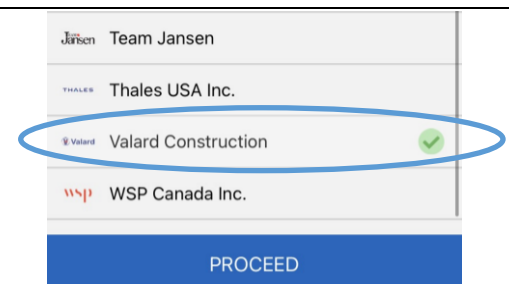 Jansen Team Jansen
THALES Thales USA Inc.
Valard Valard Construction
wsp WSP Canada Inc.
PROCEED